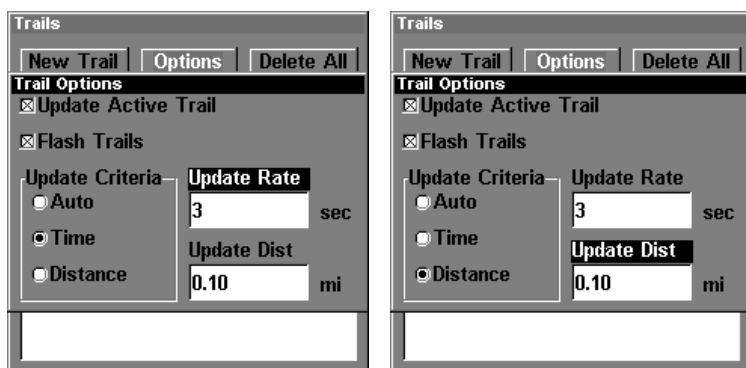 Trails
New Trail Options Delete All
Trail Options
Update Active Trail
Flash Trails
Update Criteria Update Rate
Auto
3 sec
Time
Update Dist
Distance
0.10 mi
Trails
New Trail Options Delete All
Trail Options
Update Active Trail
Flash Trails
Update Criteria Update Rate
Auto
3 sec
Time
Update Dist
Distance
0.10 mi